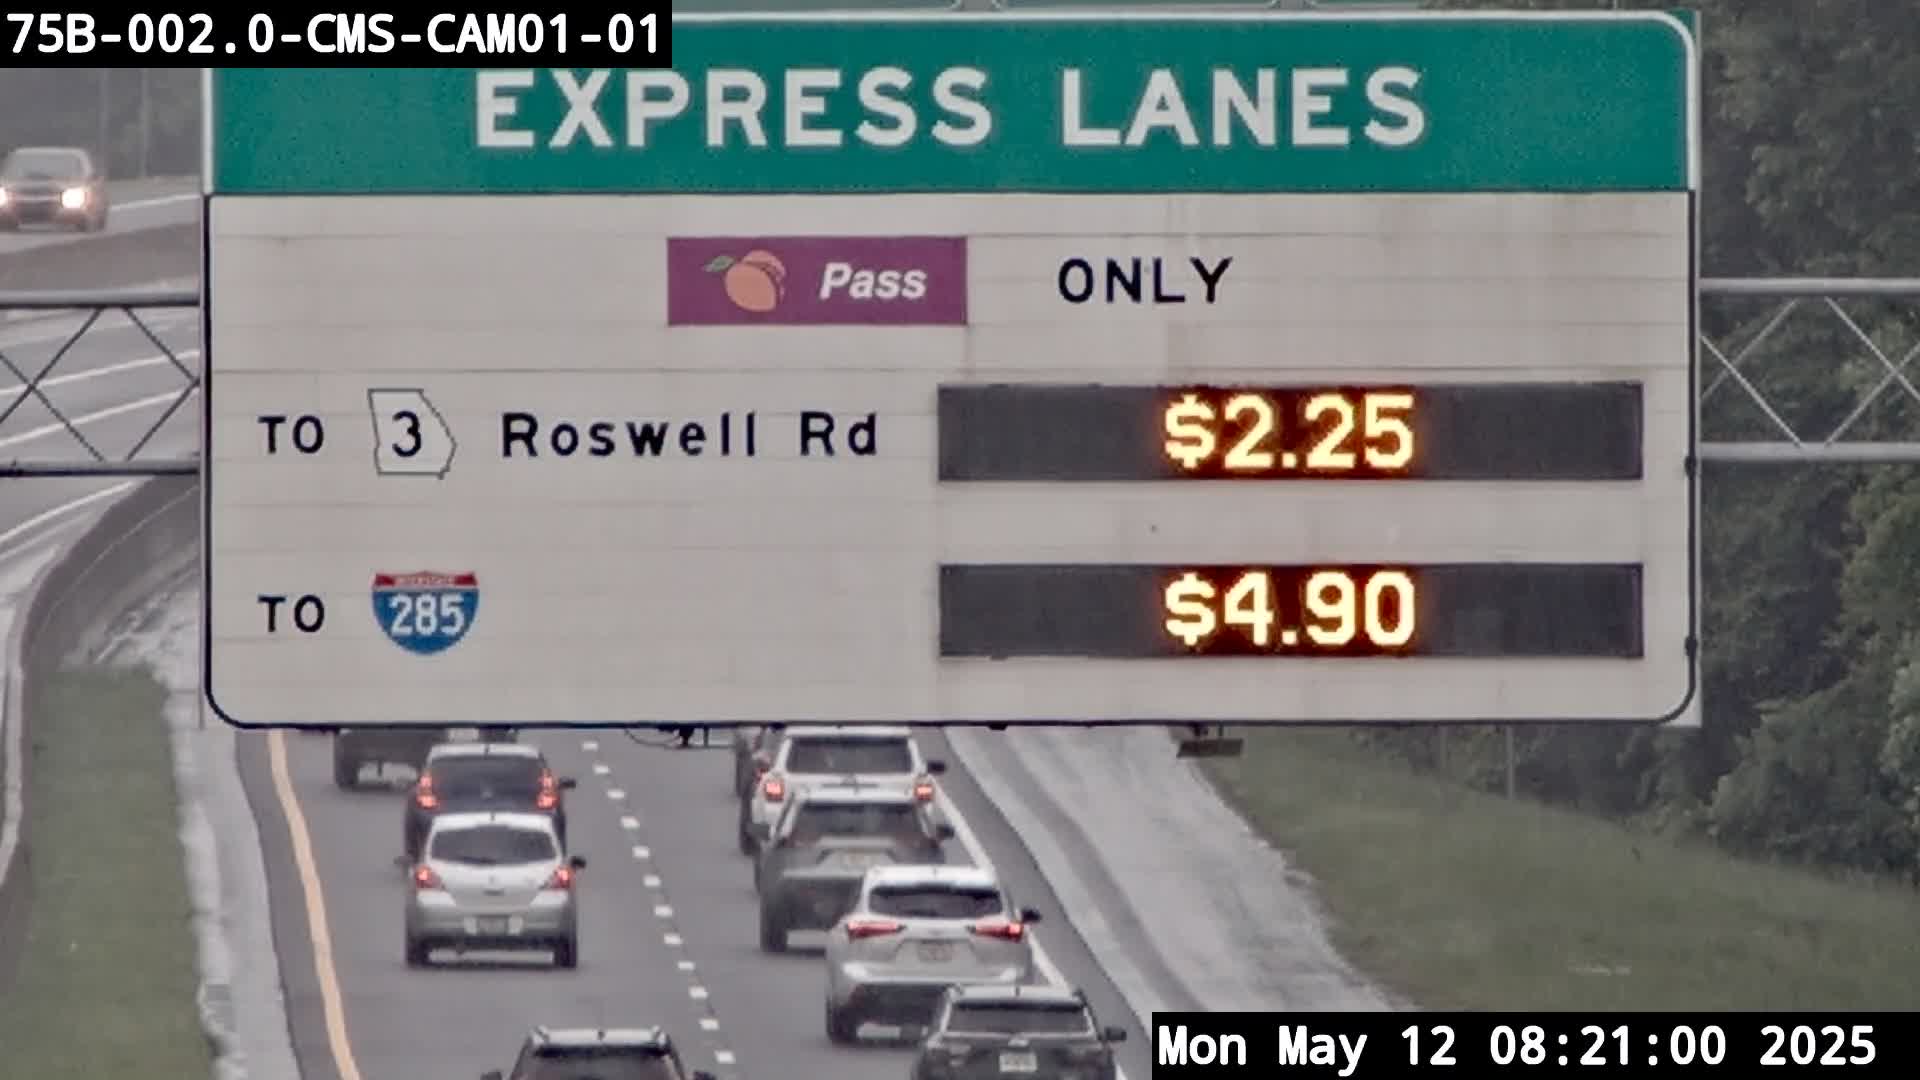 75B-002.0-CMS-CAM01-01
EXPRESS LANES
Pass ONLY
TO 3 Roswell Rd $2.25
TO INTERSTATE 285 $4.90
Mon May 12 08:21:00 2025